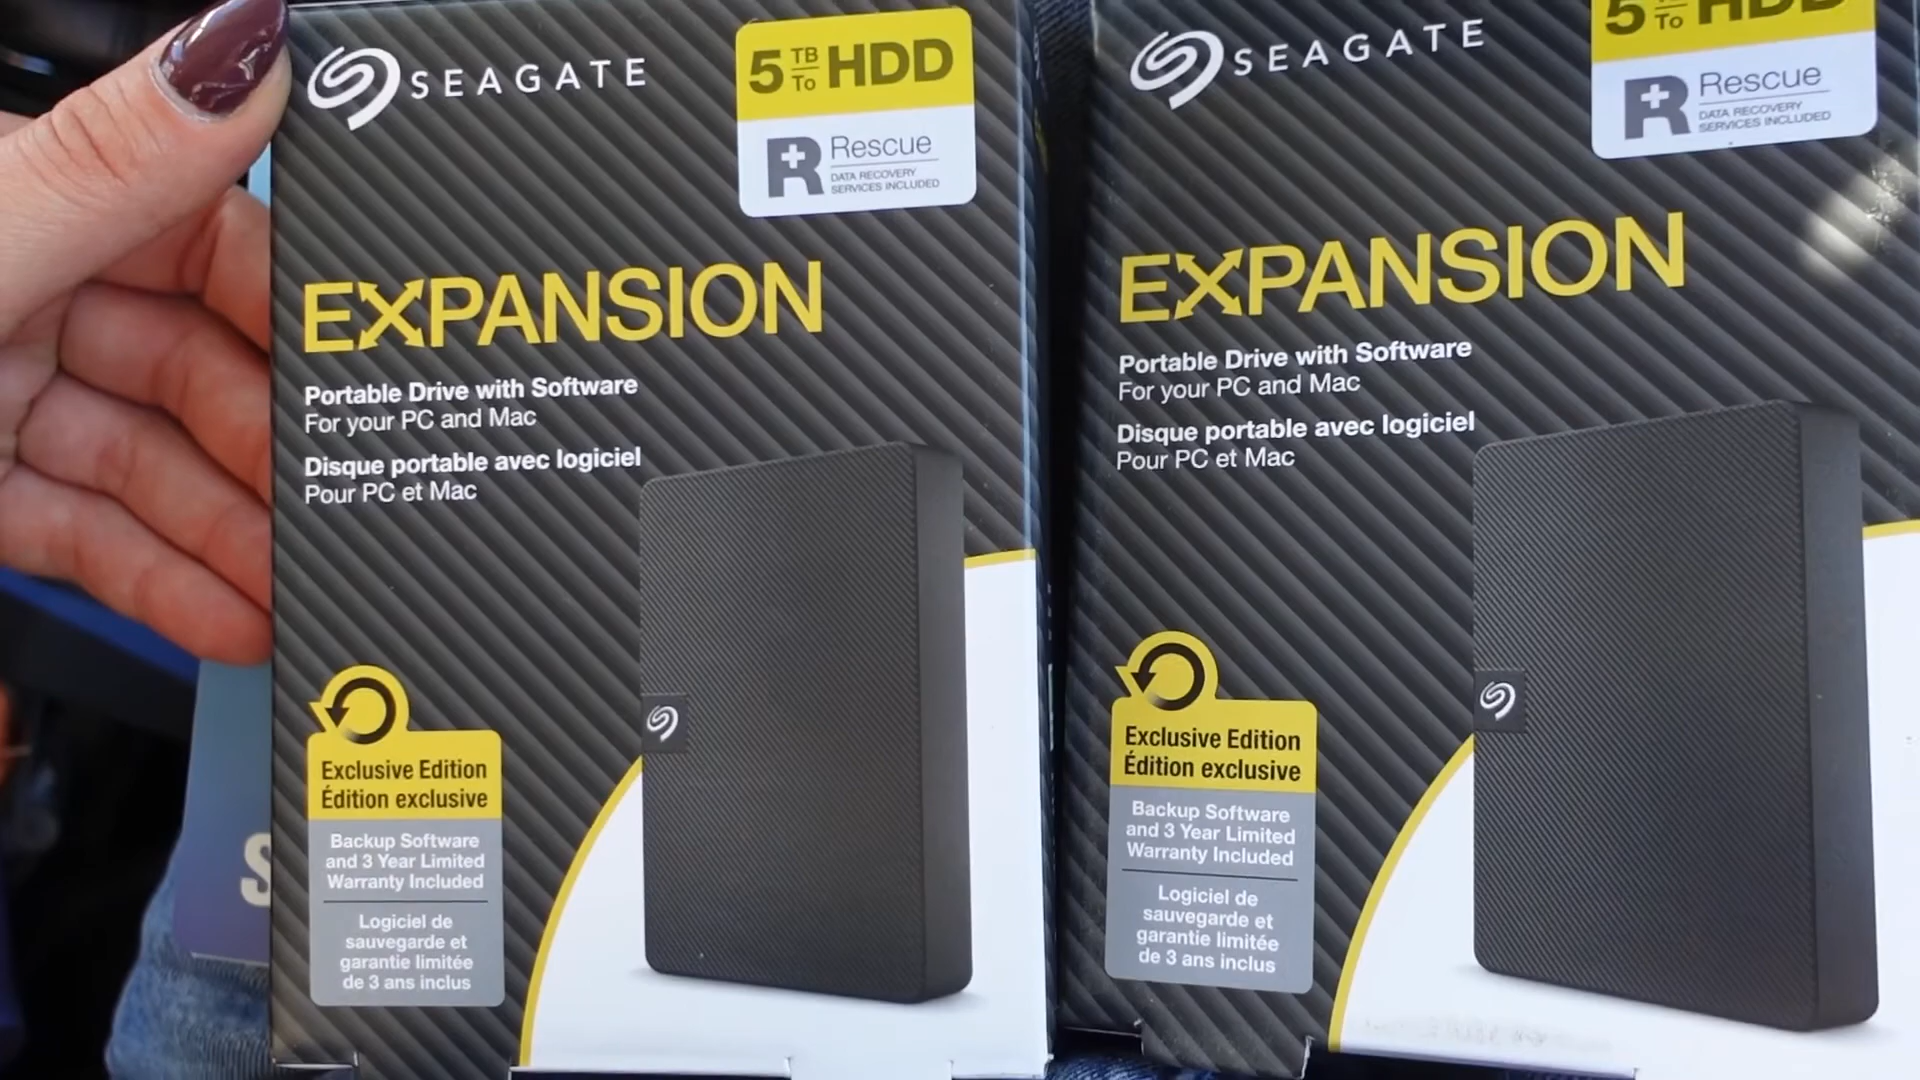 SEAGATE
5 TB To HDD
Rescue
DATA RECOVERY
SERVICES INCLUDED
EXPANSION
Portable Drive with Software
For your PC and Mac
Disque portable avec logiciel
Pour PC et Mac
Exclusive Edition
Édition exclusive
Backup Software
and 3 Year Limited
Warranty Included
Logiciel de
sauvegarde et
garantie limitée
de 3 ans inclus
S
SEAGATE
5 To HDD
Rescue
DATA RECOVERY
SERVICES INCLUDED
EXPANSION
Portable Drive with Software
For your PC and Mac
Disque portable avec logiciel
Pour PC et Mac
Exclusive Edition
Édition exclusive
Backup Software
and 3 Year Limited
Warranty Included
Logiciel de
sauvegarde et
garantie limitée
de 3 ans inclus